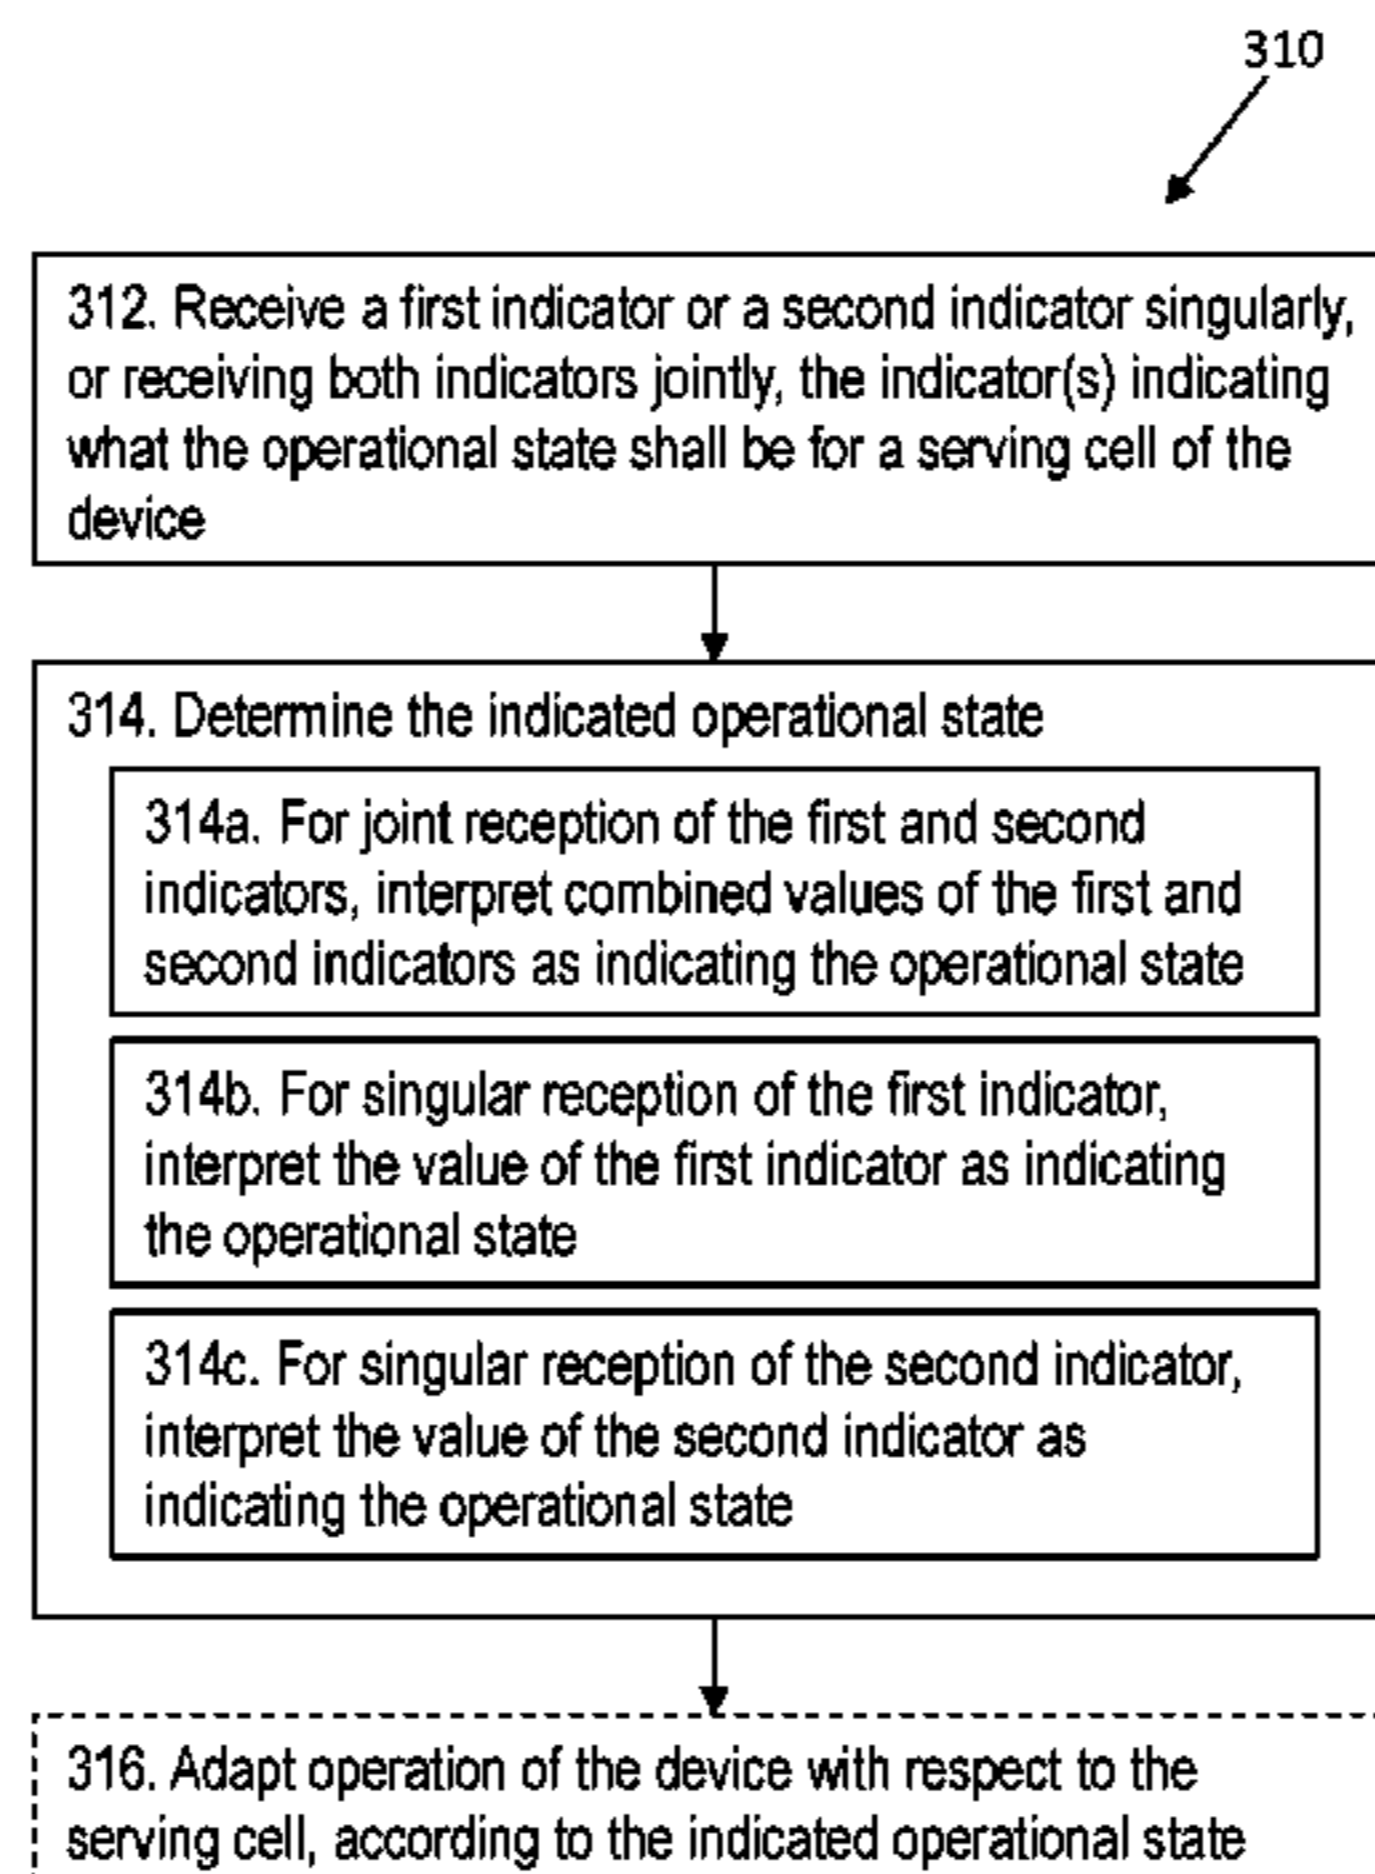 310
312. Receive a first indicator or a second indicator singularly,
or receiving both indicators jointly, the indicator(s) indicating
what the operational state shall be for a serving cell of the
device
314. Determine the indicated operational state
314a. For joint reception of the first and second
indicators, interpret combined values of the first and
second indicators as indicating the operational state
314b. For singular reception of the first indicator,
interpret the value of the first indicator as indicating
the operational state
314c. For singular reception of the second indicator,
interpret the value of the second indicator as
indicating the operational state
316. Adapt operation of the device with respect to the
serving cell, according to the indicated operational state